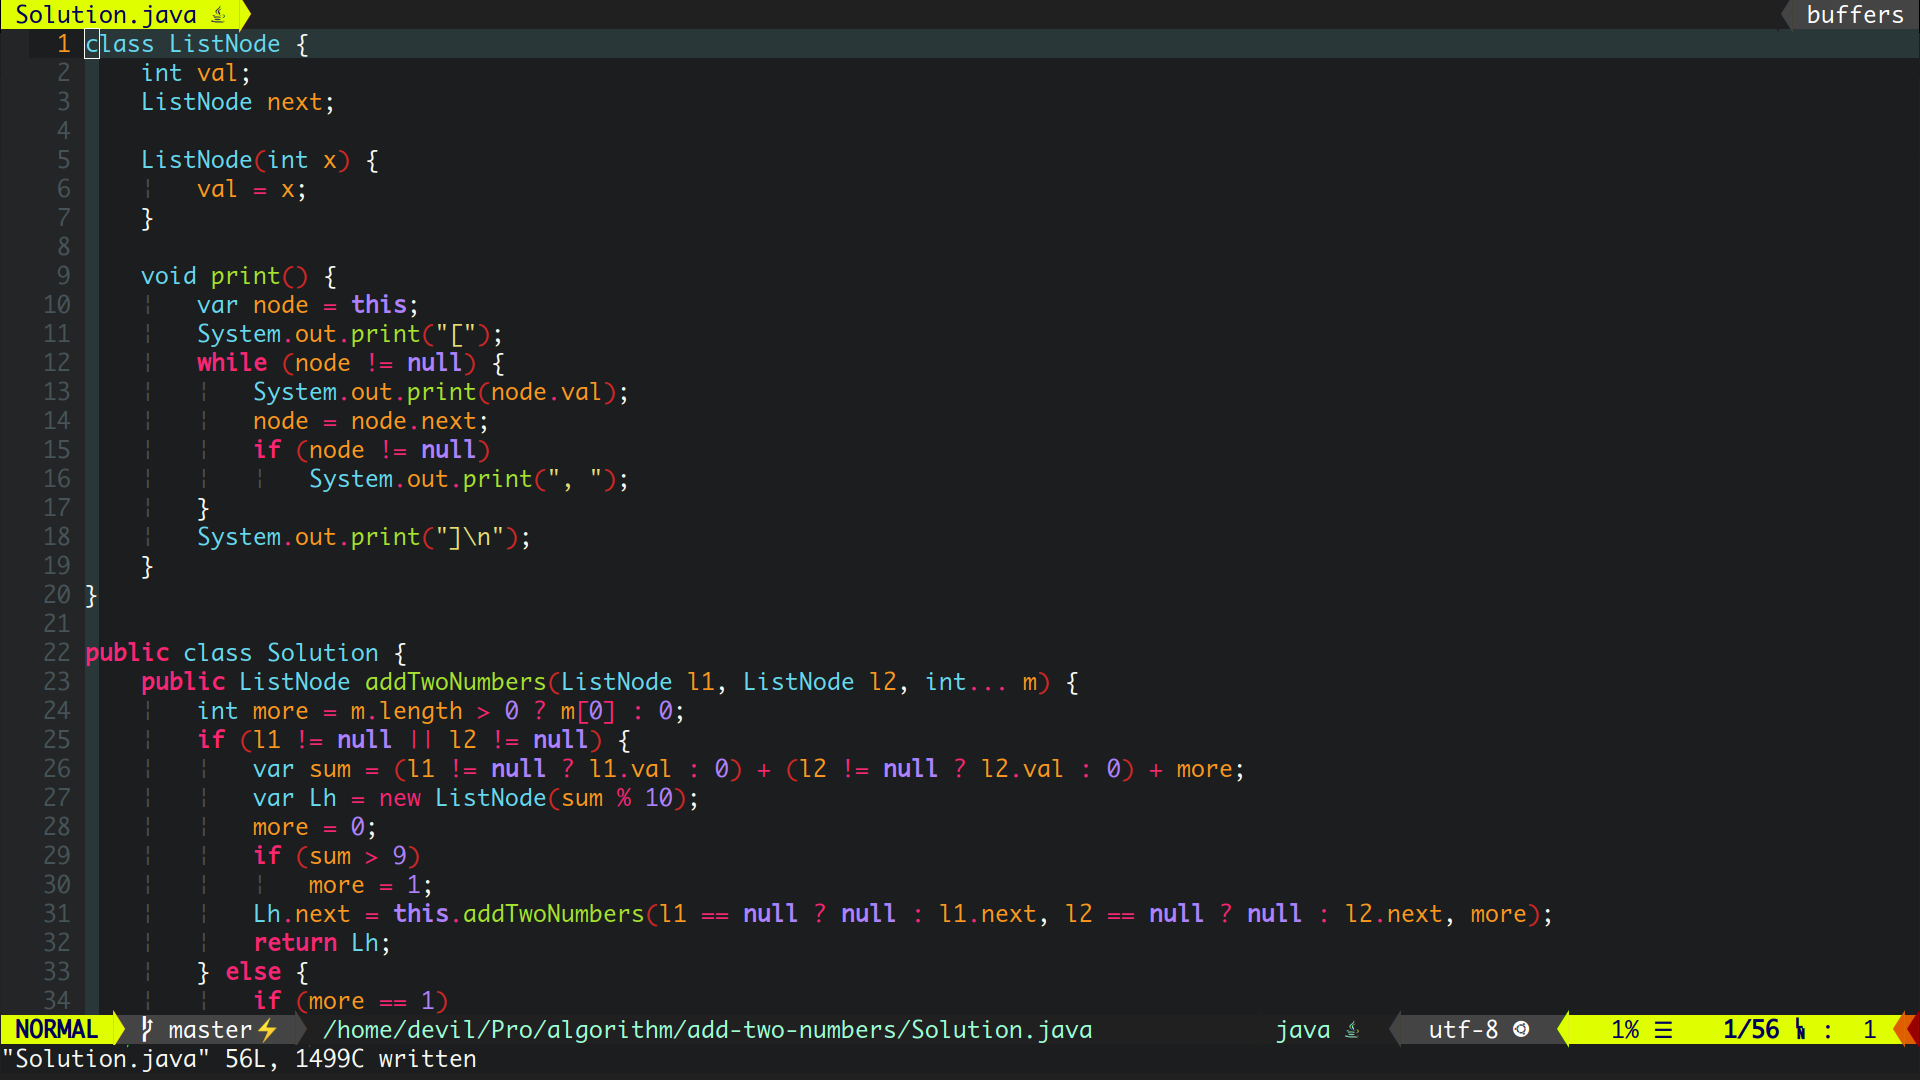 Solution.java buffers
1 class ListNode {
2     int val;
3     ListNode next;
4
5     ListNode(int x) {
6         val = x;
7     }
8
9     void print() {
10         var node = this;
11         System.out.print("[");
12         while (node != null) {
13             System.out.print(node.val);
14             node = node.next;
15             if (node != null)
16                 System.out.print(", ");
17         }
18         System.out.print("]\n");
19     }
20 }
21
22 public class Solution {
23     public ListNode addTwoNumbers(ListNode l1, ListNode l2, int... m) {
24         int more = m.length > 0 ? m[0] : 0;
25         if (l1 != null || l2 != null) {
26             var sum = (l1 != null ? l1.val : 0) + (l2 != null ? l2.val : 0) + more;
27             var Lh = new ListNode(sum % 10);
28             more = 0;
29             if (sum > 9)
30                 more = 1;
31             Lh.next = this.addTwoNumbers(l1 == null ? null : l1.next, l2 == null ? null : l2.next, more);
32             return Lh;
33         } else {
34             if (more == 1)
NORMAL master⚡ /home/devil/Pro/algorithm/add-two-numbers/Solution.java java utf-8 1% ☰ 1/56 : 1
"Solution.java" 56L, 1499C written